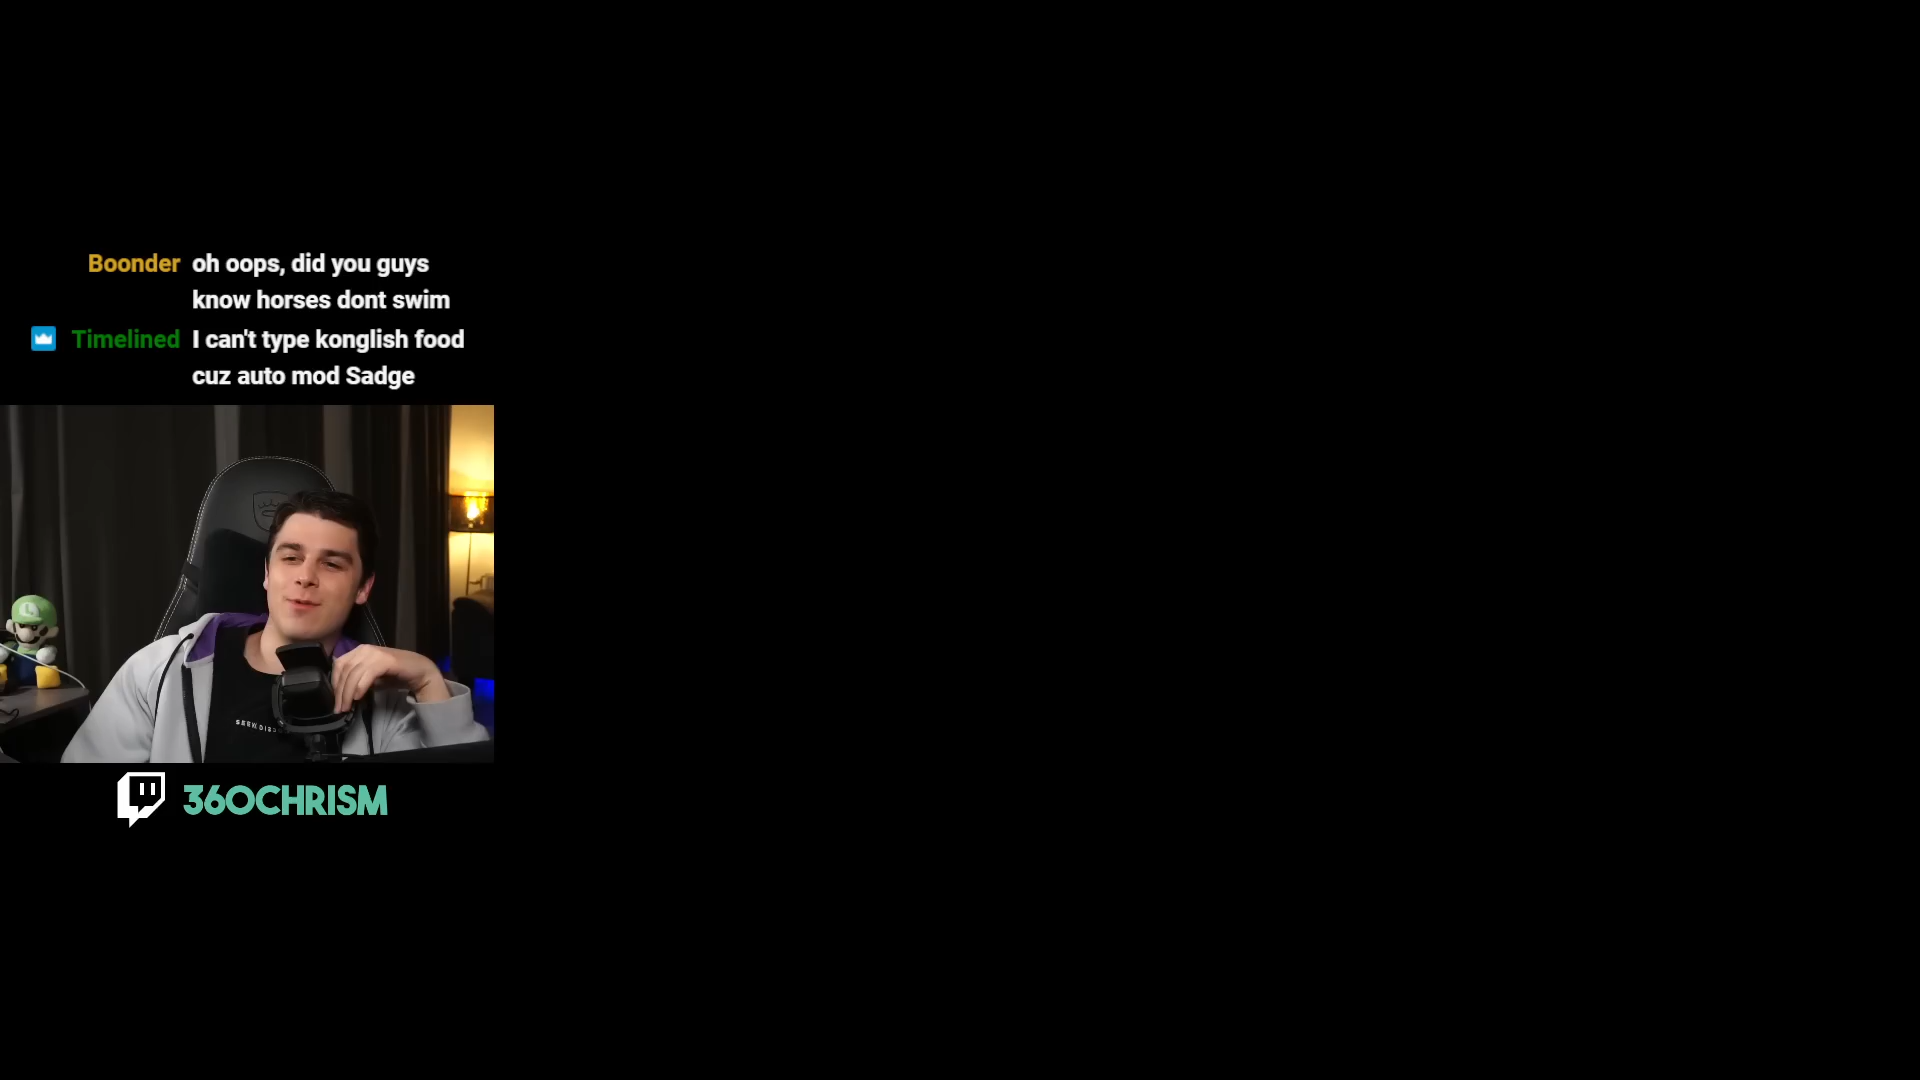 Boonder oh oops, did you guys
know horses dont swim
Timelined I can't type konglish food
cuz auto mod Sadge
360CHRISM